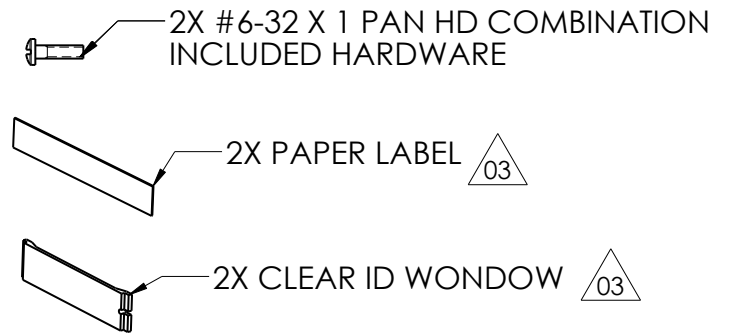 2X #6-32 X 1 PAN HD COMBINATION
INCLUDED HARDWARE
2X PAPER LABEL 03
2X CLEAR ID WONDOW 03